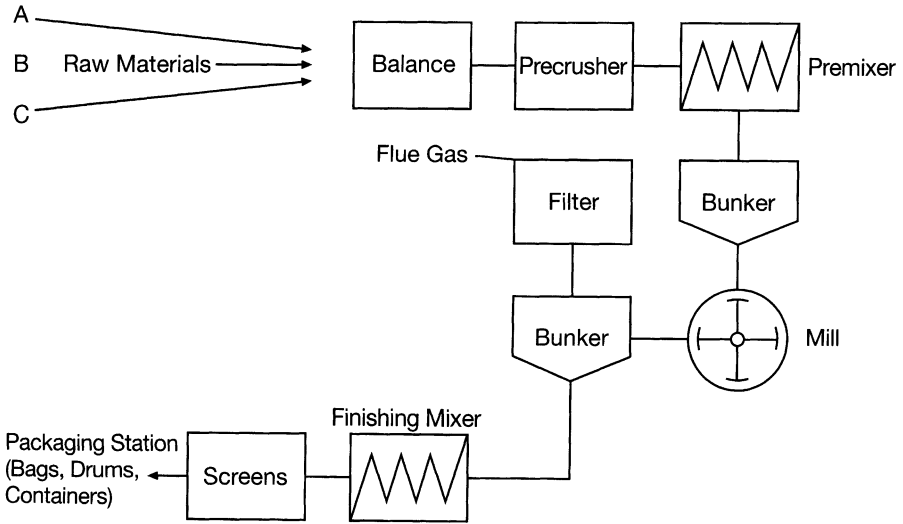 A
B Raw Materials
C
Balance
Precrusher
Premixer
Flue Gas
Filter
Bunker
Bunker
Mill
Finishing Mixer
Packaging Station
(Bags, Drums,
Containers)
Screens